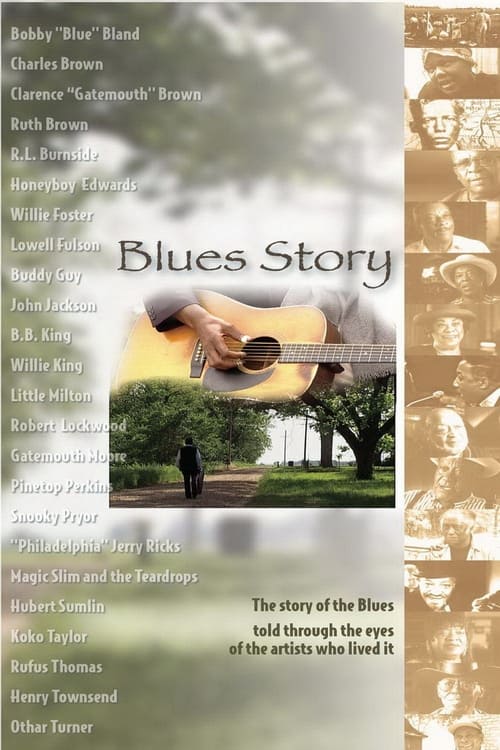 Bobby "Blue" Bland
Charles Brown
Clarence "Gatemouth" Brown
Ruth Brown
R.L. Burnside
Honeyboy Edwards
Willie Foster
Lowell Fulson
Buddy Guy
John Jackson
B.B. King
Willie King
Little Milton
Robert Lockwood
Gatemouth Moore
Pinetop Perkins
Snooky Pryor
"Philadelphia" Jerry Ricks
Magic Slim and the Teardrops
Hubert Sumlin
Koko Taylor
Rufus Thomas
Henry Townsend
Othar Turner
Blues Story
The story of the Blues
told through the eyes
of the artists who lived it